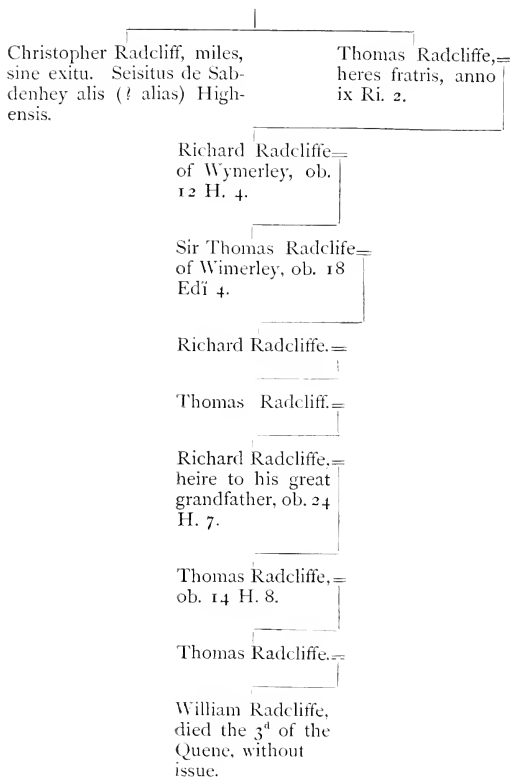 Christopher Radcliff, miles,
sine exitu. Seisitus de Sab-
denhey alis (? alias) High-
ensis.
Thomas Radcliffe,=
heres fratris, anno
ix Ri. 2.
Richard Radcliffe=
of Wymerley, ob.
12 H. 4.
Sir Thomas Radclife=
of Wimerley, ob. 18
Edi 4.
Richard Radcliffe.=
Thomas Radcliff.=
Richard Radcliffe,=
heire to his great
grandfather, ob. 24
H. 7.
Thomas Radcliffe,=
ob. 14 H. 8.
Thomas Radcliffe.=
William Radcliffe,
died the 3d of the
Quene, without
issue.